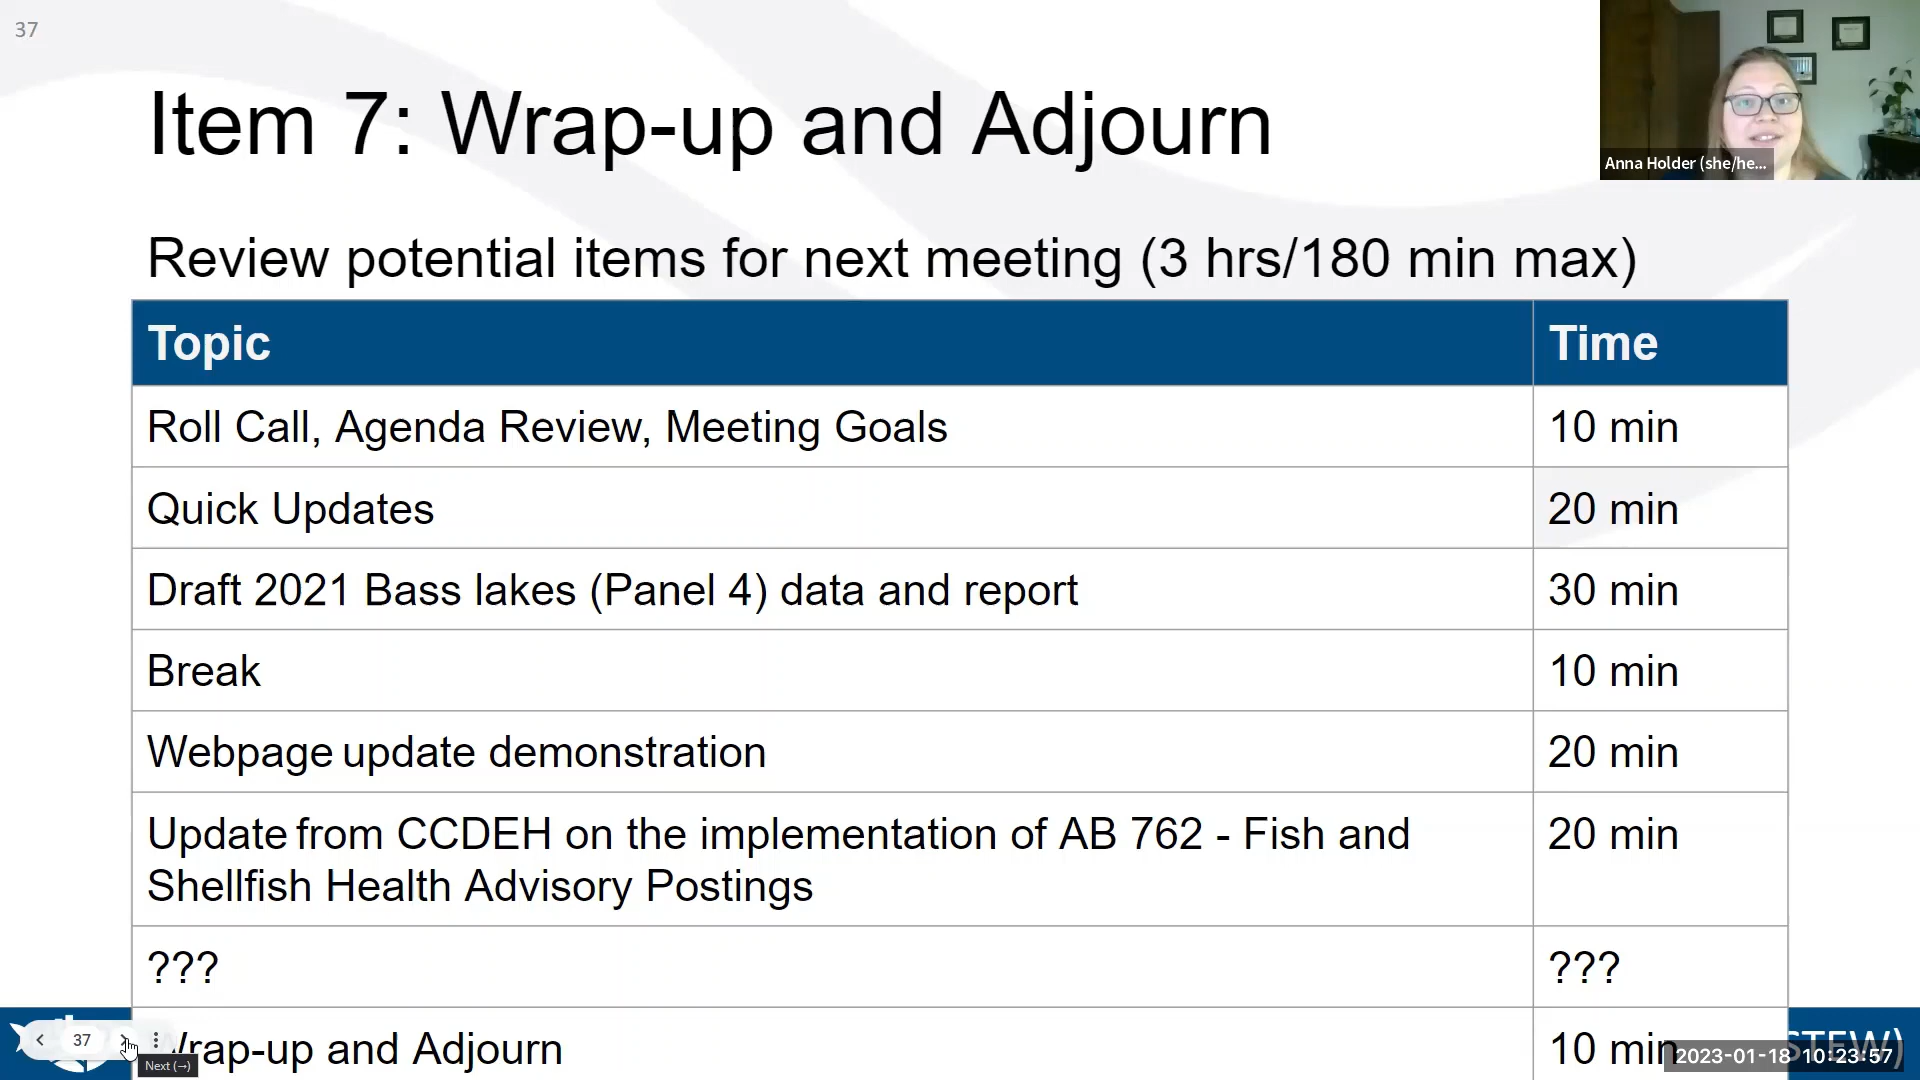 37
Item 7: Wrap-up and Adjourn
Anna Holder (she/he...
Review potential items for next meeting (3 hrs/180 min max)
Topic Time
Roll Call, Agenda Review, Meeting Goals 10 min
Quick Updates 20 min
Draft 2021 Bass lakes (Panel 4) data and report 30 min
Break 10 min
Webpage update demonstration 20 min
Update from CCDEH on the implementation of AB 762 - Fish and 20 min
Shellfish Health Advisory Postings
??? ???
Wrap-up and Adjourn 10 min
37
Next (→)
STEW)
2023-01-18 10:23:57